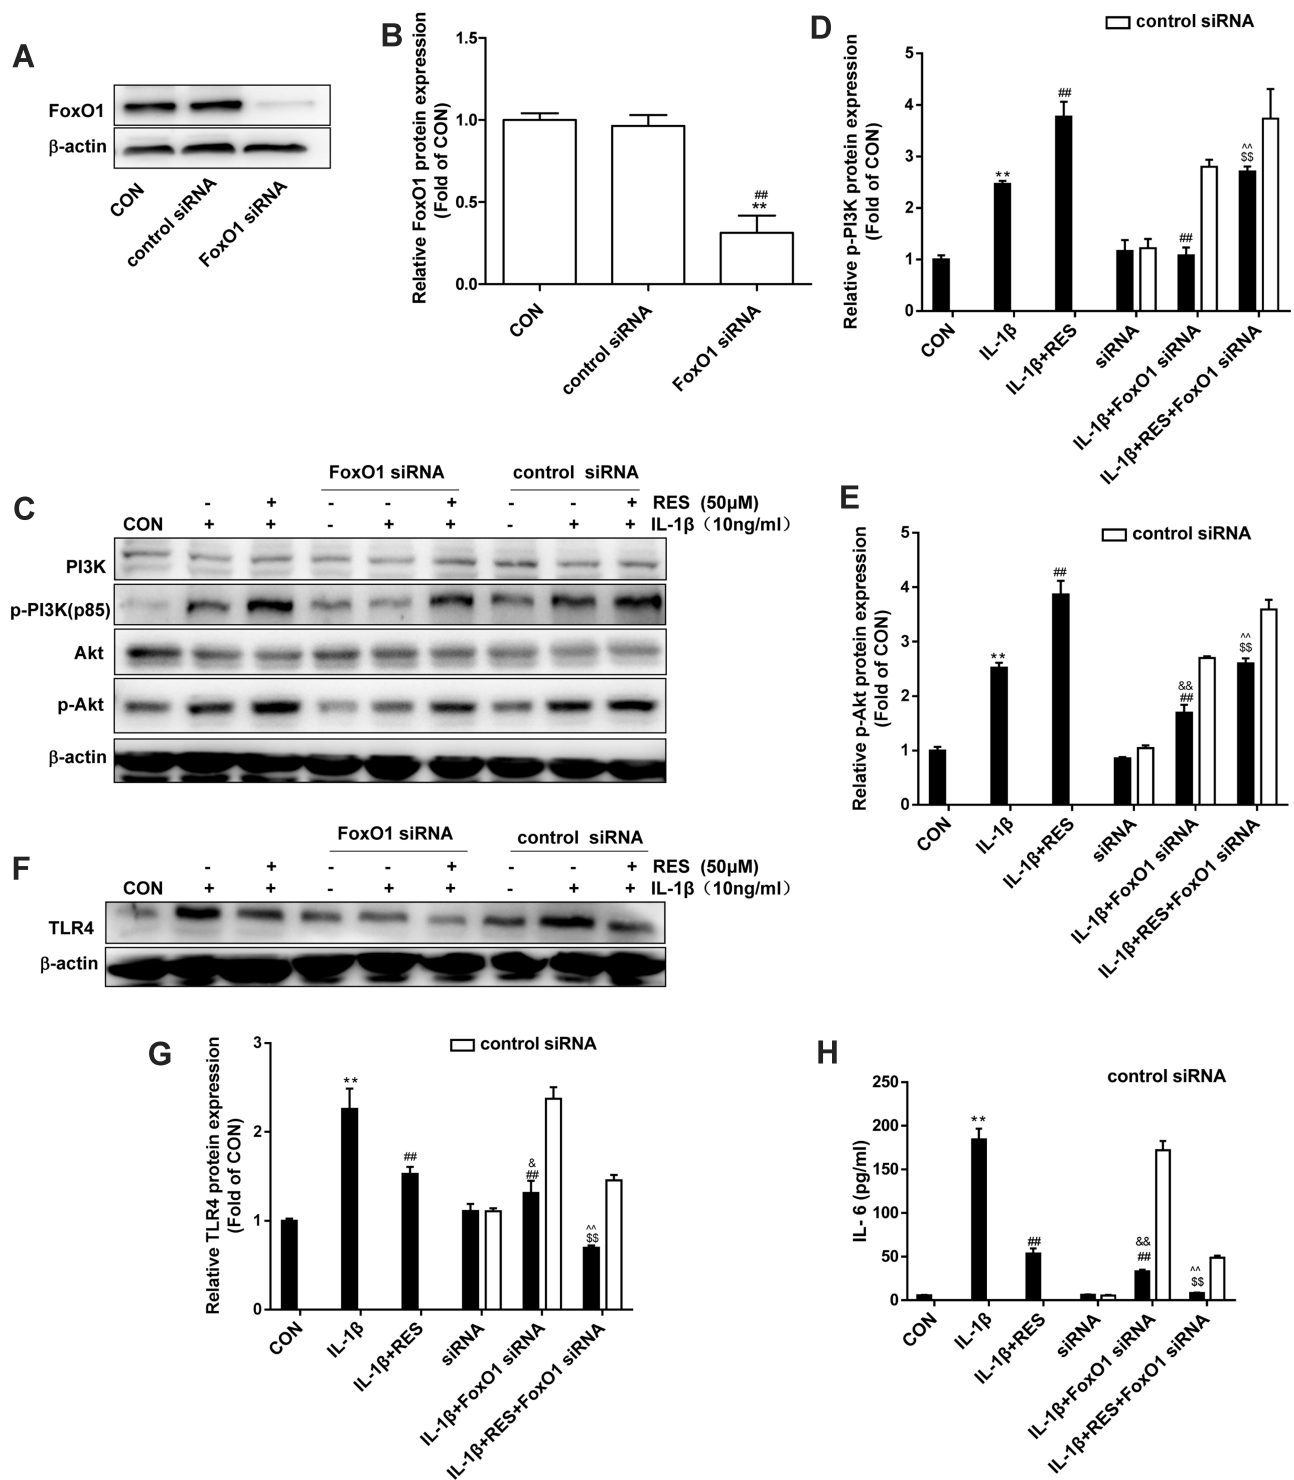 A
FoxO1
β-actin
CON
control siRNA
FoxO1 siRNA
B
Relative FoxO1 protein expression
(Fold of CON)
1.5
1.0
0.5
0.0
##
**
CON
control siRNA
FoxO1 siRNA
D
control siRNA
Relative p-PI3K protein expression
(Fold of CON)
5
4
3
2
1
0
**
##
##
^^
$$
CON
IL-1β
IL-1β+RES
siRNA
IL-1β+FoxO1 siRNA
IL-1β+RES+FoxO1 siRNA
C
FoxO1 siRNA
control siRNA
- + - - + - - - + RES (50μM)
CON + + - + + - + + IL-1β（10ng/ml）
PI3K
p-PI3K(p85)
Akt
p-Akt
β-actin
E
control siRNA
Relative p-Akt protein expression
(Fold of CON)
5
4
3
2
1
0
**
##
&&
##
^^
$$
CON
IL-1β
IL-1β+RES
siRNA
IL-1β+FoxO1 siRNA
IL-1β+RES+FoxO1 siRNA
F
FoxO1 siRNA
control siRNA
- + - - + - - + RES (50μM)
CON + + - + + - + + IL-1β（10ng/ml）
TLR4
β-actin
G
control siRNA
Relative TLR4 protein expression
(Fold of CON)
3
2
1
0
**
##
&
##
^^
$$
CON
IL-1β
IL-1β+RES
siRNA
IL-1β+FoxO1 siRNA
IL-1β+RES+FoxO1 siRNA
H
control siRNA
IL- 6 (pg/ml)
250
200
150
100
50
0
**
##
&&
##
^^
$$
CON
IL-1β
IL-1β+RES
siRNA
IL-1β+FoxO1 siRNA
IL-1β+RES+FoxO1 siRNA